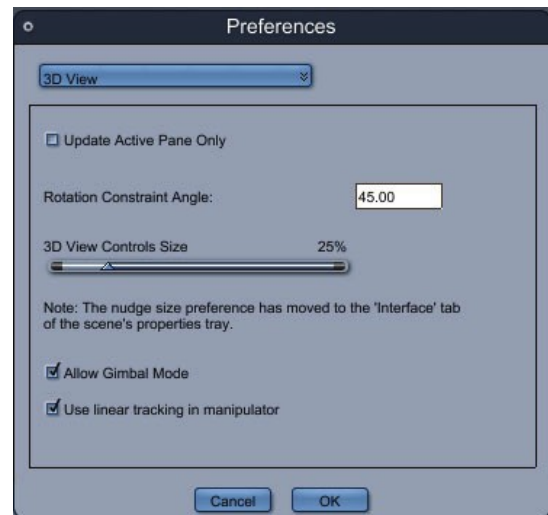 Preferences
3D View
Update Active Pane Only
Rotation Constraint Angle: 45.00
3D View Controls Size 25%
Note: The nudge size preference has moved to the 'Interface' tab
of the scene's properties tray.
Allow Gimbal Mode
Use linear tracking in manipulator
Cancel OK